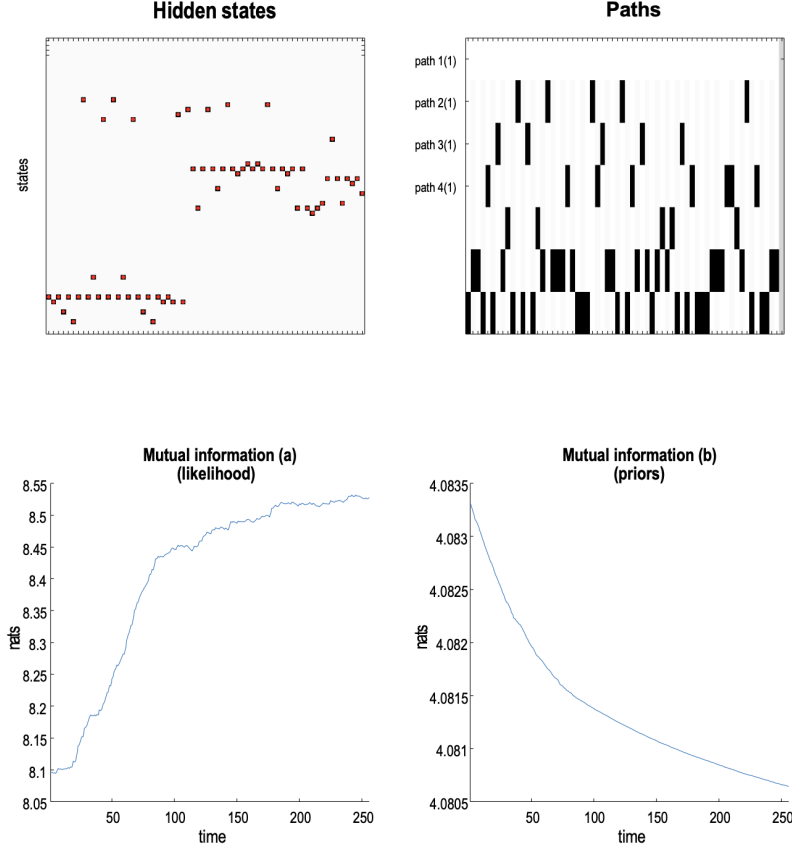 Hidden states
Paths
states
path 1(1)
path 2(1)
path 3(1)
path 4(1)
Mutual information (a)
(likelihood)
8.55
8.5
8.45
8.4
8.35
8.3
8.25
8.2
8.15
8.1
8.05
nats
50
100
150
200
250
time
Mutual information (b)
(priors)
4.0835
4.083
4.0825
4.082
4.0815
4.081
4.0805
nats
50
100
150
200
250
time